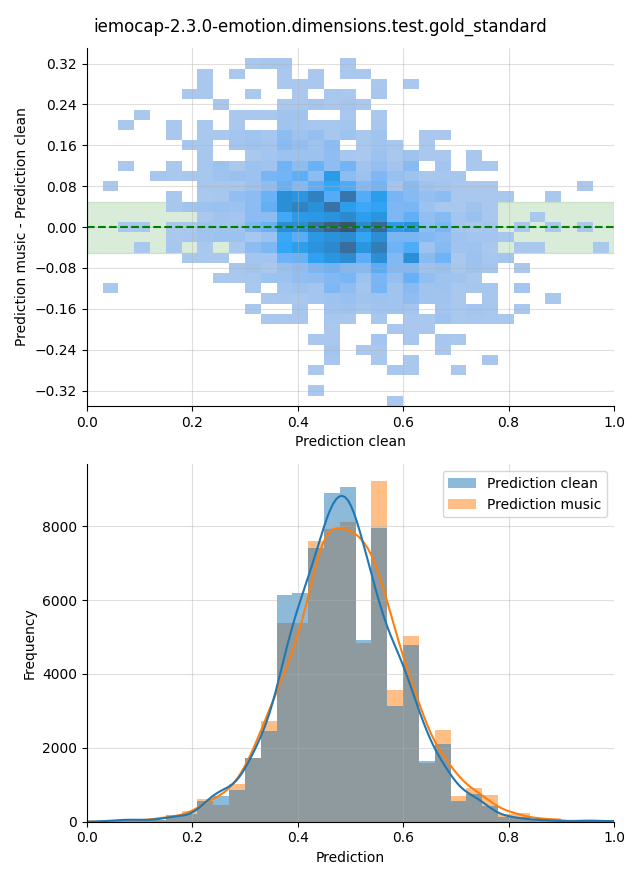 iemocap-2.3.0-emotion.dimensions.test.gold_standard
0.32
0.24
0.16
0.08
0.00
−0.08
−0.16
−0.24
−0.32
Prediction music - Prediction clean
0.0 0.2 0.4 0.6 0.8 1.0
Prediction clean
Prediction clean
Prediction music
8000
6000
4000
2000
0
Frequency
0.0 0.2 0.4 0.6 0.8 1.0
Prediction